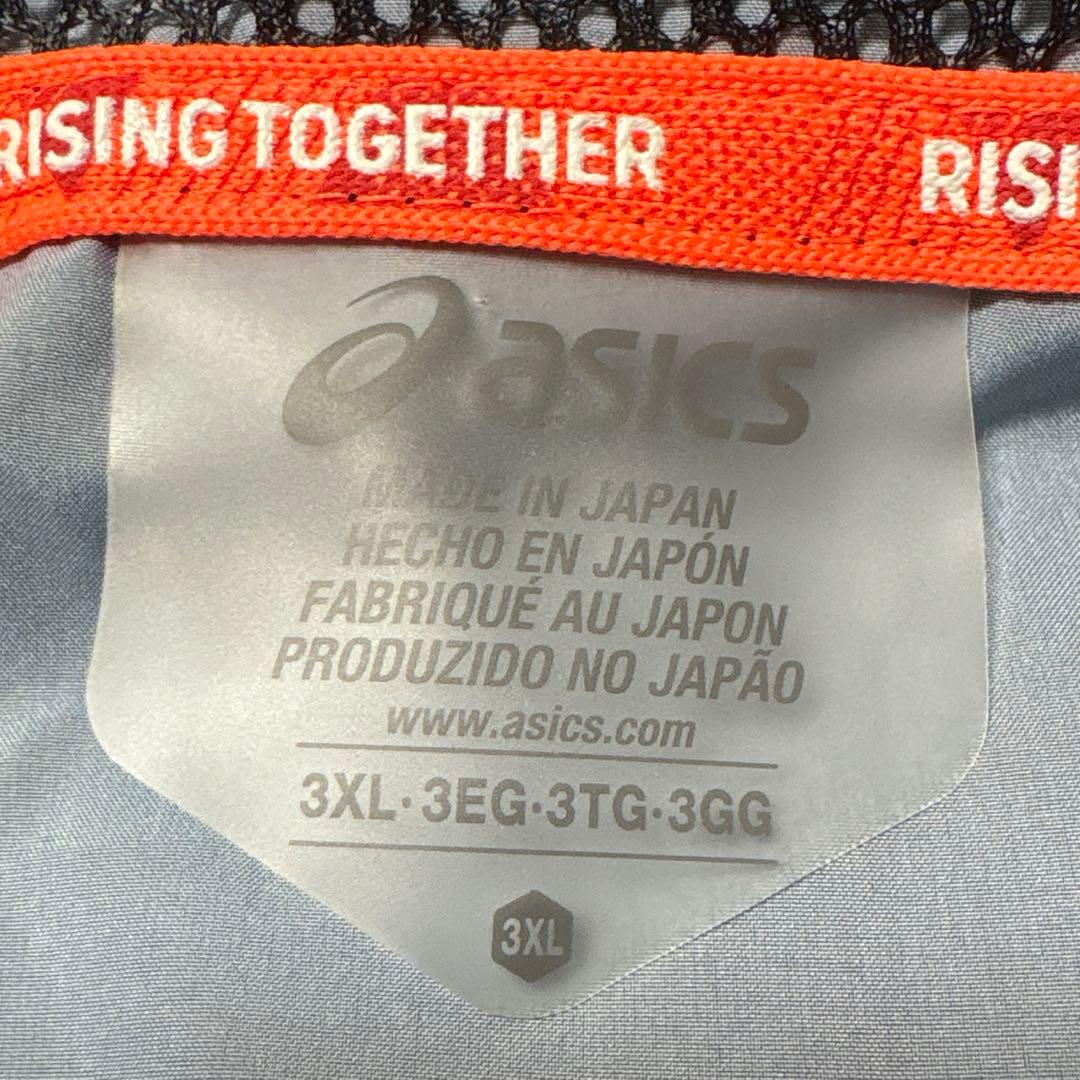 RISING TOGETHER RISI
asics
MADE IN JAPAN
HECHO EN JAPÓN
FABRIQUÉ AU JAPON
PRODUZIDO NO JAPÃO
www.asics.com
3XL·3EG·3TG·3GG
3XL